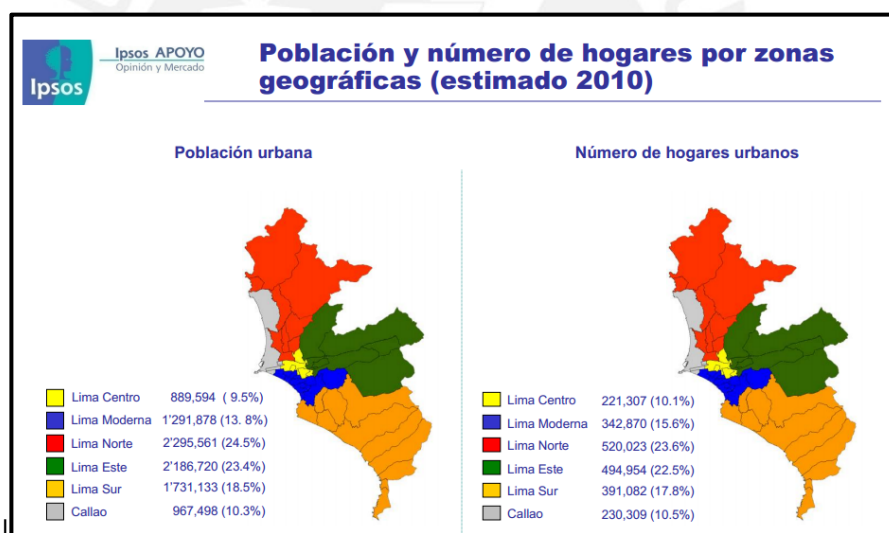 Ipsos
Ipsos APOYO
Opinión y Mercado
Población y número de hogares por zonas
geográficas (estimado 2010)
Población urbana
Lima Centro 889,594 ( 9.5%)
Lima Moderna 1'291,878 (13. 8%)
Lima Norte 2'295,561 (24.5%)
Lima Este 2'186,720 (23.4%)
Lima Sur 1'731,133 (18.5%)
Callao 967,498 (10.3%)
Número de hogares urbanos
Lima Centro 221,307 (10.1%)
Lima Moderna 342,870 (15.6%)
Lima Norte 520,023 (23.6%)
Lima Este 494,954 (22.5%)
Lima Sur 391,082 (17.8%)
Callao 230,309 (10.5%)